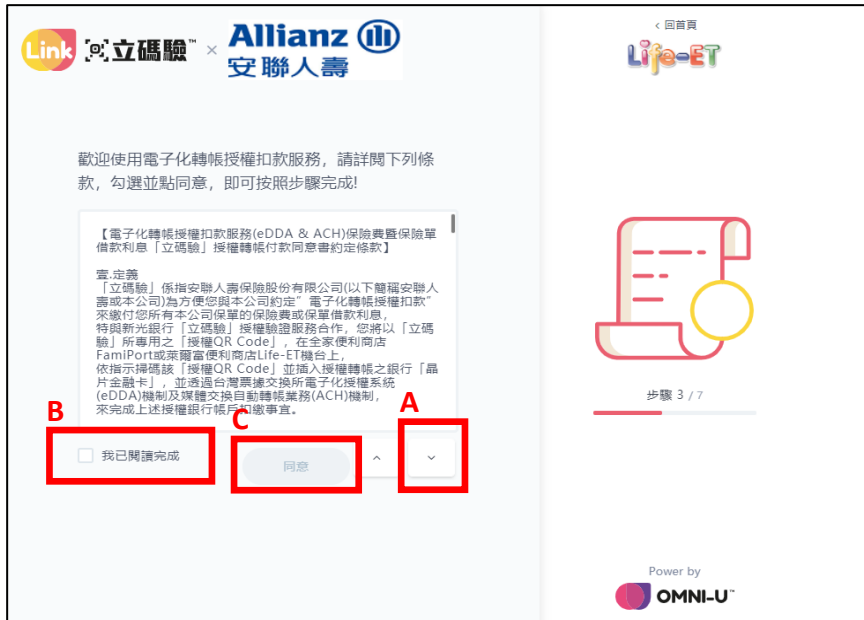 Link 立碼驗™ × Allianz
安聯人壽
‹ 回首頁
Life-ET
歡迎使用電子化轉帳授權扣款服務，請詳閱下列條
款，勾選並點同意，即可按照步驟完成!
【電子化轉帳授權扣款服務(eDDA & ACH)保險費暨保險單
借款利息「立碼驗」授權轉帳付款同意書約定條款】
壹.定義
「立碼驗」係指安聯人壽保險股份有限公司(以下簡稱安聯人
壽或本公司)為方便您與本公司約定”電子化轉帳授權扣款”
來繳付您所有本公司保單的保險費或保單借款利息，
特與新光銀行「立碼驗」授權驗證服務合作，您將以「立碼
驗」所專用之「授權QR Code」，在全家便利商店
FamiPort或萊爾富便利商店Life-ET機台上，
依指示掃碼該「授權QR Code」並插入授權轉帳之銀行「晶
片金融卡」，並透過台灣票據交換所電子化授權系統
(eDDA)機制及媒體交換自動轉帳業務(ACH)機制，
來完成上述授權銀行帳戶扣繳事宜。
B
C
A
我已閱讀完成
同意
步驟 3 / 7
Power by
OMNI-U™